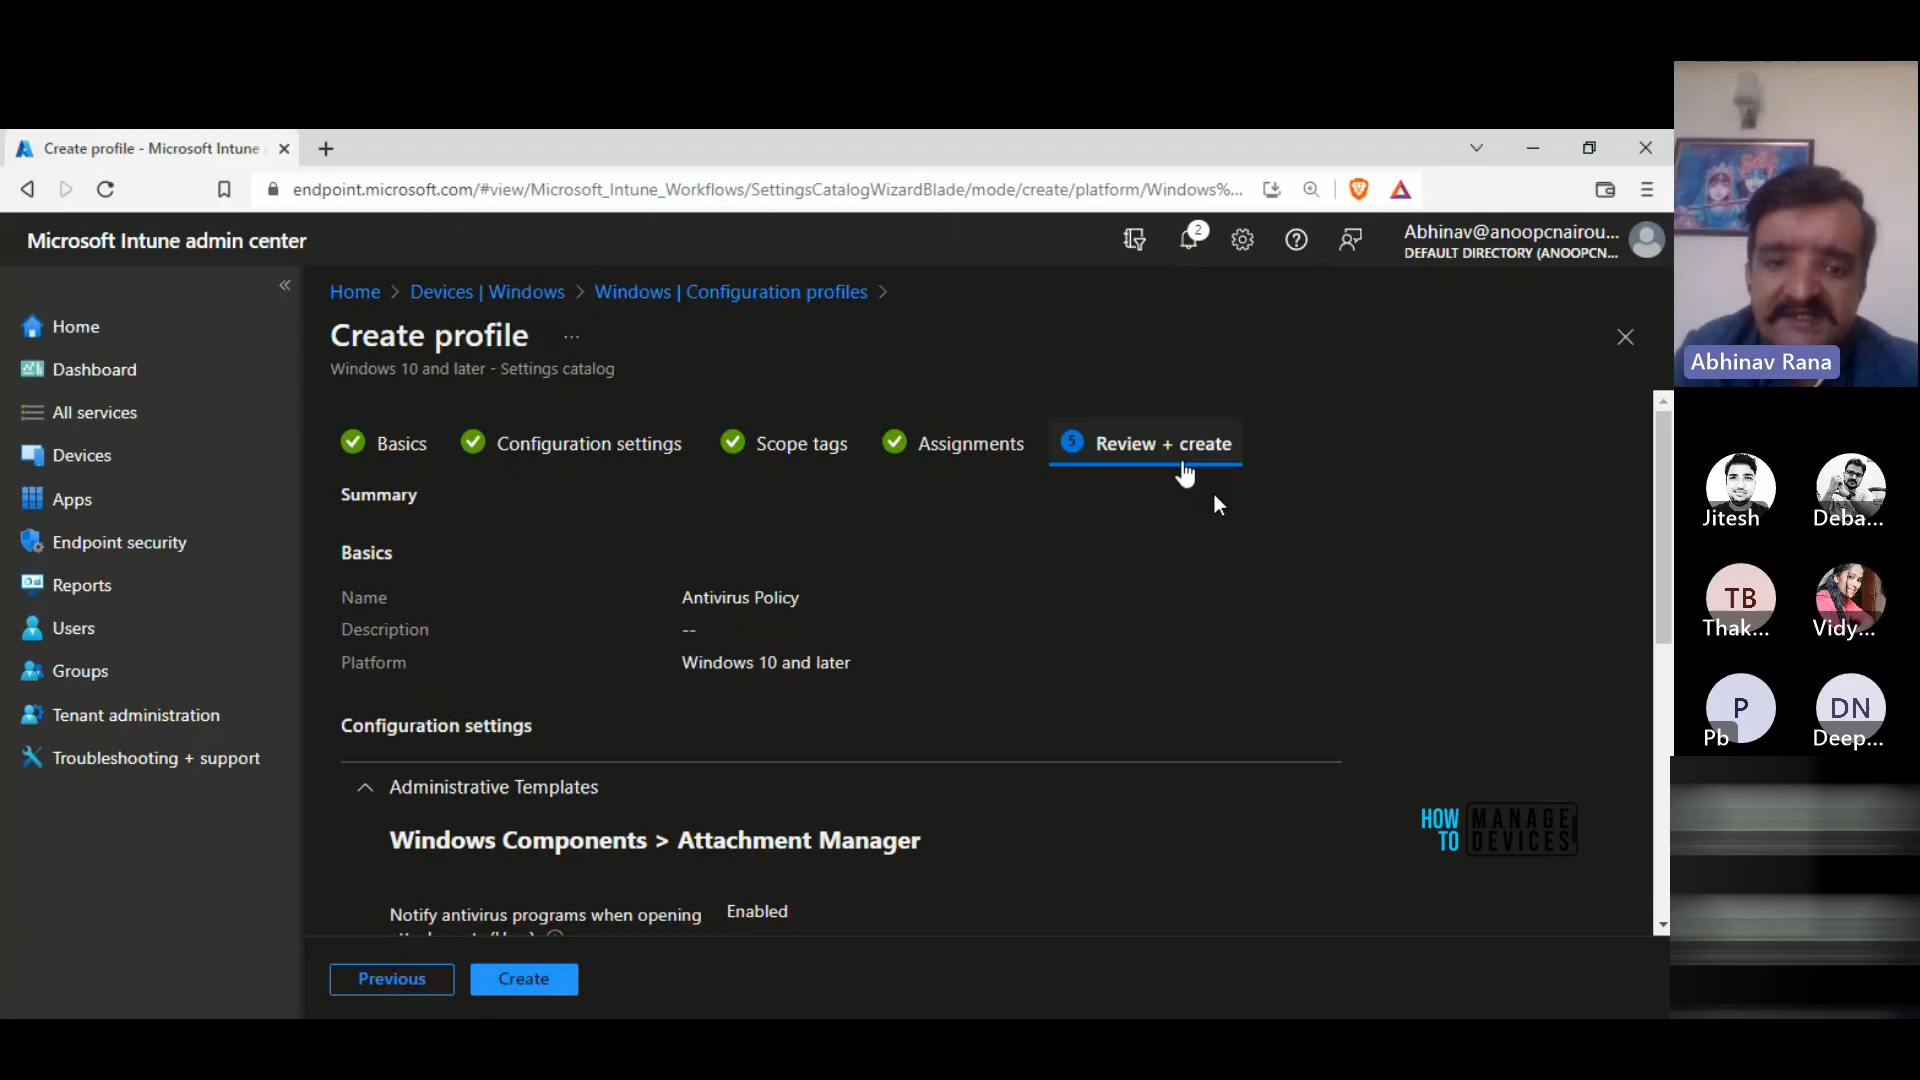 Create profile - Microsoft Intune
endpoint.microsoft.com/#view/Microsoft_Intune_Workflows/SettingsCatalogWizardBlade/mode/create/platform/Windows%...
Microsoft Intune admin center
2
Abhinav@anoopcnairou...
DEFAULT DIRECTORY (ANOOPCN...
Home
Dashboard
All services
Devices
Apps
Endpoint security
Reports
Users
Groups
Tenant administration
Troubleshooting + support
Home > Devices | Windows > Windows | Configuration profiles >
Create profile ...
Windows 10 and later - Settings catalog
Basics
Configuration settings
Scope tags
Assignments
5 Review + create
Summary
Basics
Name Antivirus Policy
Description --
Platform Windows 10 and later
Configuration settings
Administrative Templates
Windows Components > Attachment Manager
Notify antivirus programs when opening Enabled
Previous
Create
HOW TO
MANAGE DEVICES
Abhinav Rana
Jitesh
Deba...
TB
Thak...
Vidy...
P
Pb
DN
Deep...